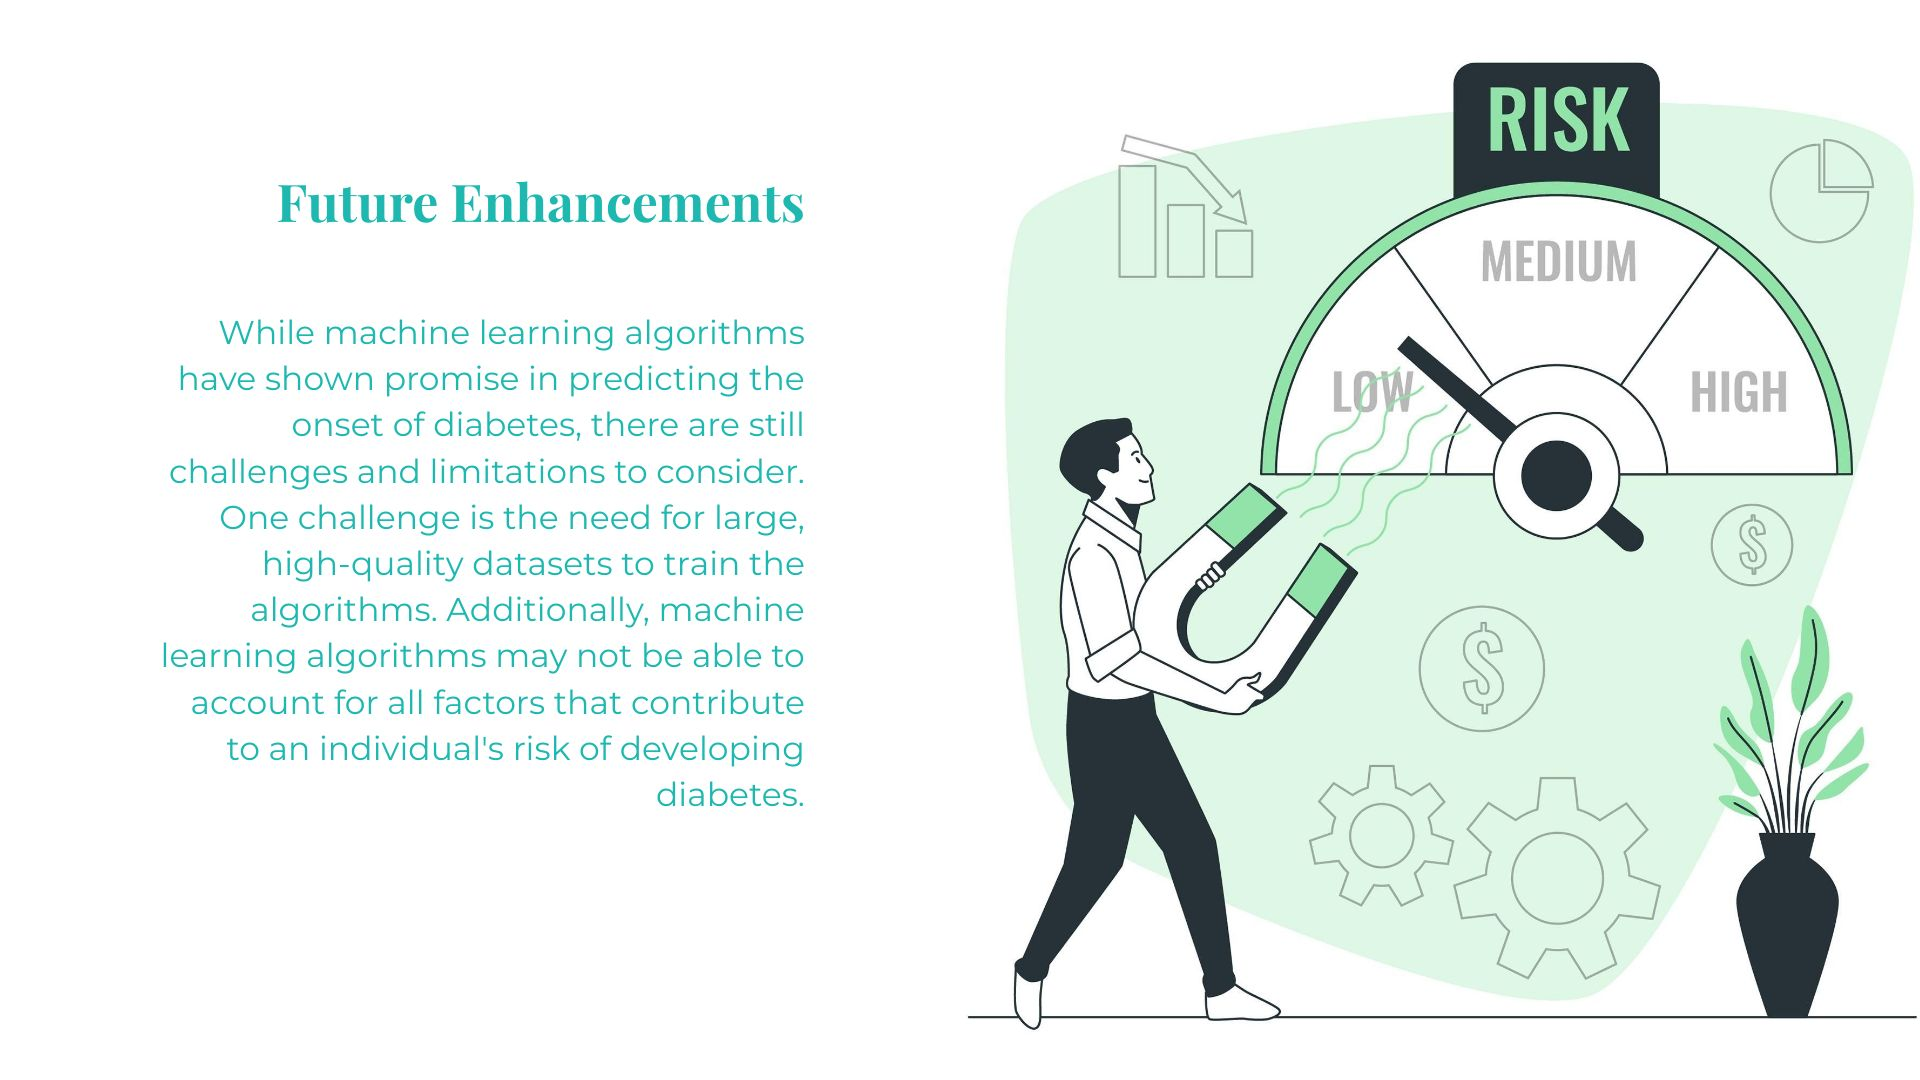 Future Enhancements
While machine learning algorithms
have shown promise in predicting the
onset of diabetes, there are still
challenges and limitations to consider.
One challenge is the need for large,
high-quality datasets to train the
algorithms. Additionally, machine
learning algorithms may not be able to
account for all factors that contribute
to an individual's risk of developing
diabetes.
RISK
MEDIUM
LOW
HIGH
$
$